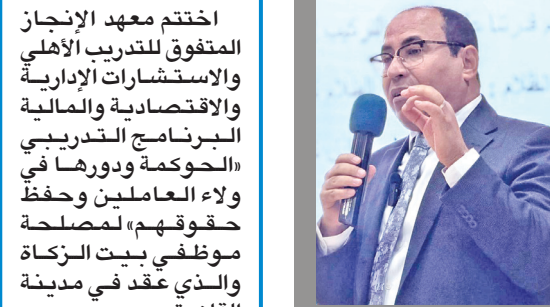 اختتم معهد الإنجاز
المتفوق للتدريب الأهلي
والاستشارات الإدارية
والاقتصادية والمالية
البرنامج التدريبي
«الحوكمة ودورها في
ولاء العاملين وحفظ
حقوقهم» لمصلحة
موظفي بيت الزكاة
والذي عقد في مدينة